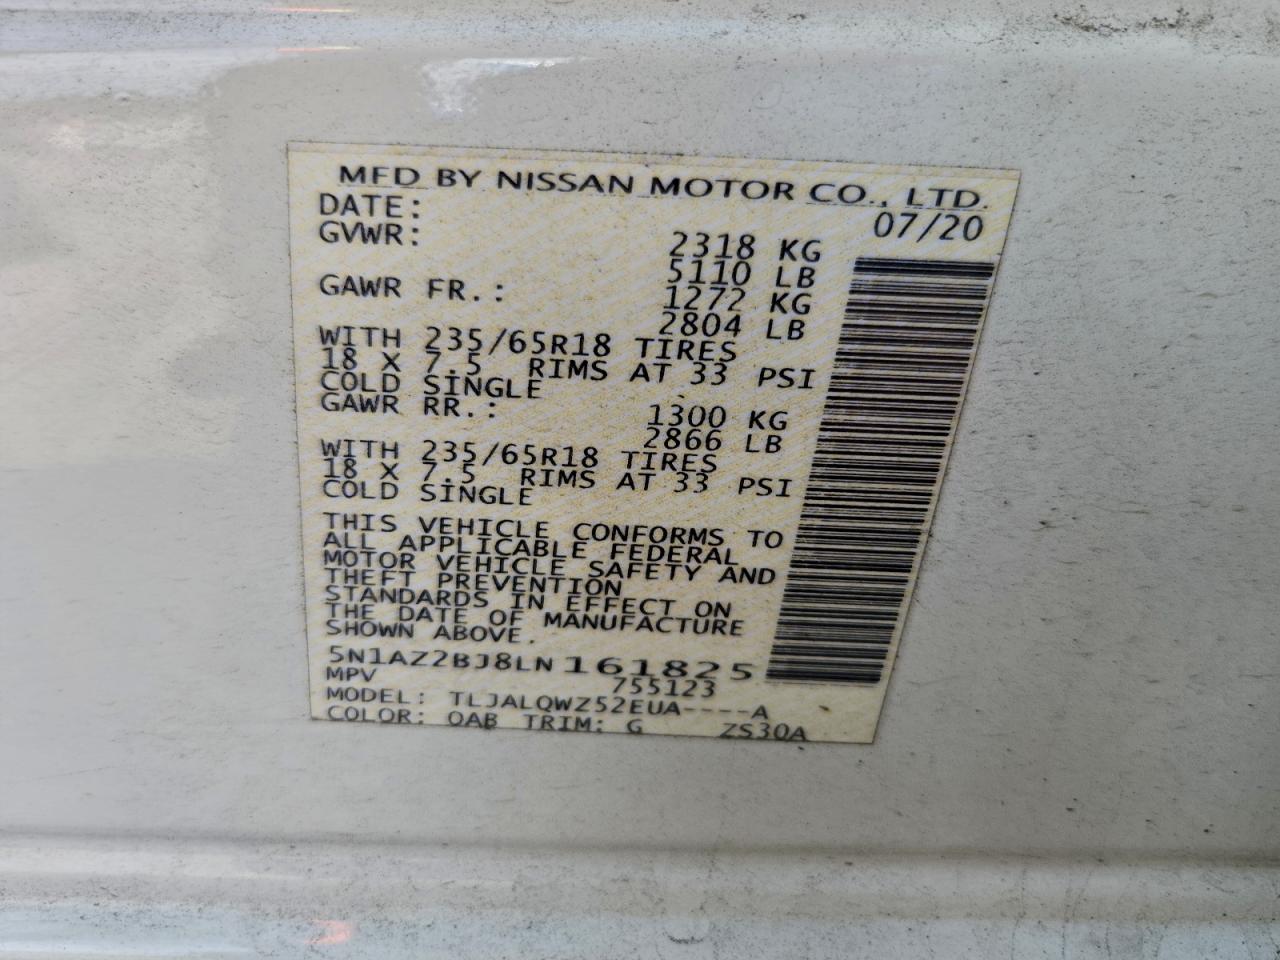 MFD BY NISSAN MOTOR CO., LTD.
DATE: 07/20
GVWR: 2318 KG
5110 LB
GAWR FR.: 1272 KG
2804 LB
WITH 235/65R18 TIRES
18 X 7.5 RIMS AT 33 PSI
COLD SINGLE
GAWR RR.: 1300 KG
2866 LB
WITH 235/65R18 TIRES
18 X 7.5 RIMS AT 33 PSI
COLD SINGLE
THIS VEHICLE CONFORMS TO
ALL APPLICABLE FEDERAL
MOTOR VEHICLE SAFETY AND
THEFT PREVENTION
STANDARDS IN EFFECT ON
THE DATE OF MANUFACTURE
SHOWN ABOVE.
5N1AZ2BJ8LN161825
MPV 755123
MODEL: TLJALQWZ52EUA----A
COLOR: QAB TRIM: G ZS30A